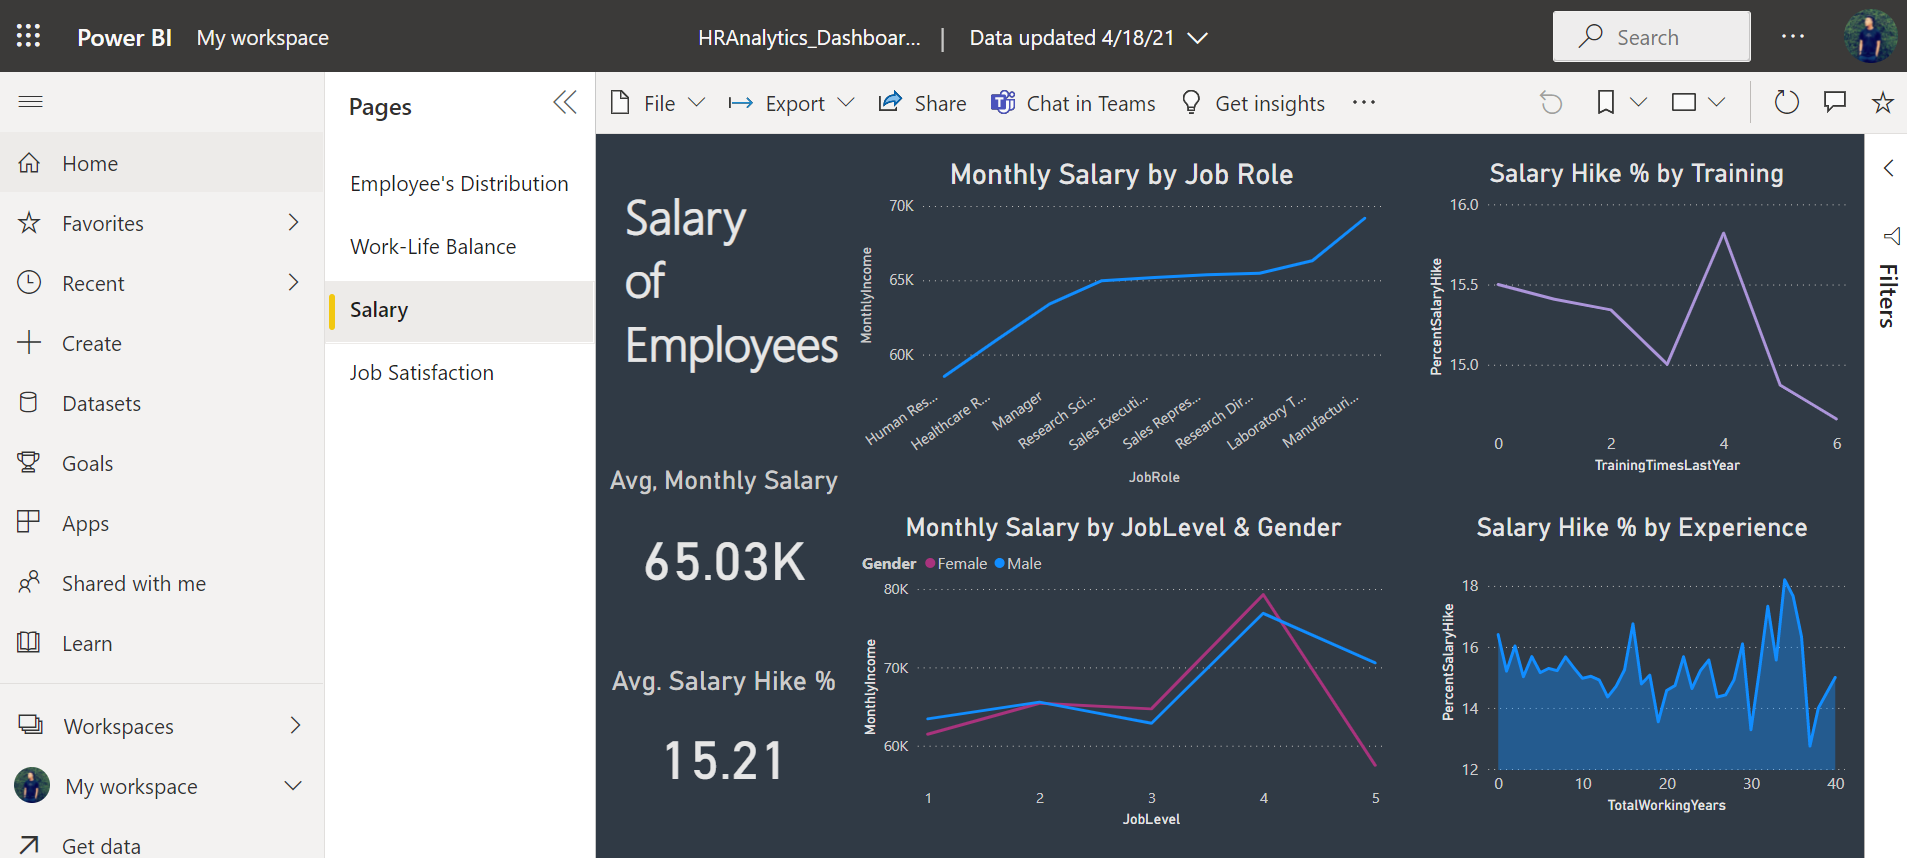 Power BI My workspace
HRAnalytics_Dashboar... | Data updated 4/18/21
Search
Home
Favorites
Recent
Create
Datasets
Goals
Apps
Shared with me
Learn
Workspaces
My workspace
Get data
Pages
Employee's Distribution
Work-Life Balance
Salary
Job Satisfaction
File Export Share Chat in Teams Get insights
Salary
of
Employees
Avg, Monthly Salary
65.03K
Avg. Salary Hike %
15.21
Monthly Salary by Job Role
MonthlyIncome
70K
65K
60K
Human Res...
Healthcare R...
Manager
Research Sci...
Sales Executi...
Sales Repres...
Research Dir...
Laboratory T...
Manufacturi...
JobRole
Salary Hike % by Training
PercentSalaryHike
16.0
15.5
15.0
0 2 4 6
TrainingTimesLastYear
Monthly Salary by JobLevel & Gender
Gender Female Male
MonthlyIncome
80K
70K
60K
1 2 3 4 5
JobLevel
Salary Hike % by Experience
PercentSalaryHike
18
16
14
12
0 10 20 30 40
TotalWorkingYears
Filters